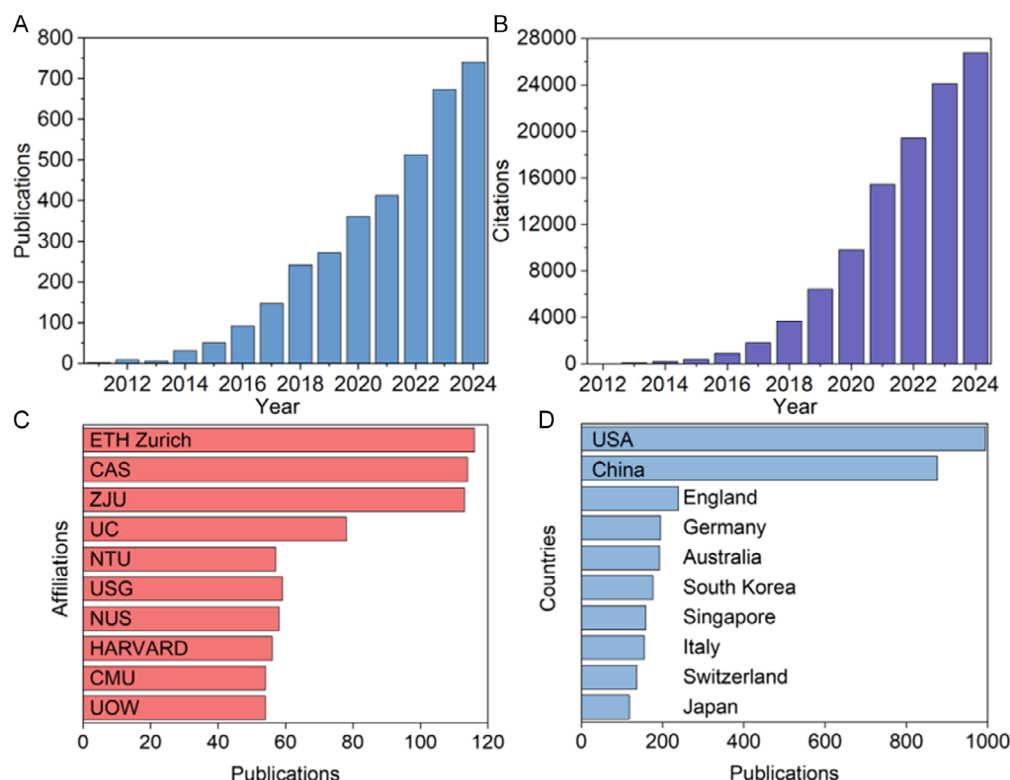 A
800
700
600
500
400
300
200
100
0
Publications
2012 2014 2016 2018 2020 2022 2024
Year
B
28000
24000
20000
16000
12000
8000
4000
0
Citations
2012 2014 2016 2018 2020 2022 2024
Year
C
Affiliations
ETH Zurich
CAS
ZJU
UC
NTU
USG
NUS
HARVARD
CMU
UOW
0 20 40 60 80 100 120
Publications
D
Countries
USA
China
England
Germany
Australia
South Korea
Singapore
Italy
Switzerland
Japan
0 200 400 600 800 1000
Publications